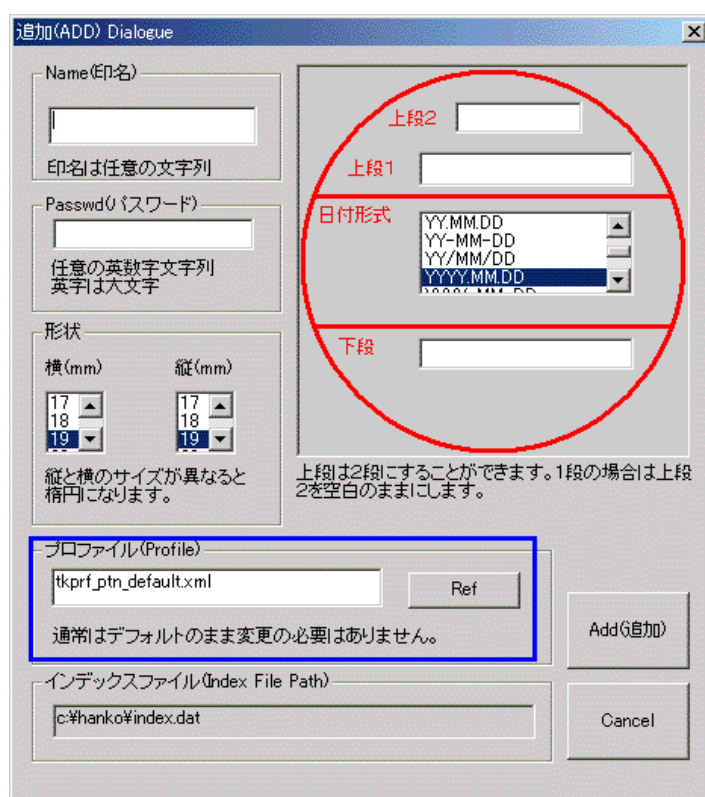 追加(ADD) Dialogue
Name(印名)
印名は任意の文字列
Passwd(パスワード)
任意の英数字文字列
英字は大文字
形状
横(mm)
縦(mm)
17
18
19
17
18
19
縦と横のサイズが異なると
楕円になります。
上段2
上段1
日付形式
YY.MM.DD
YY-MM-DD
YY/MM/DD
YYYY.MM.DD
下段
上段は2段にすることができます。1段の場合は上段
2を空白のままにします。
プロファイル(Profile)
tkprf_ptn_default.xml
Ref
通常はデフォルトのまま変更の必要はありません。
インデックスファイル(Index File Path)
c:¥hanko¥index.dat
Add(追加)
Cancel